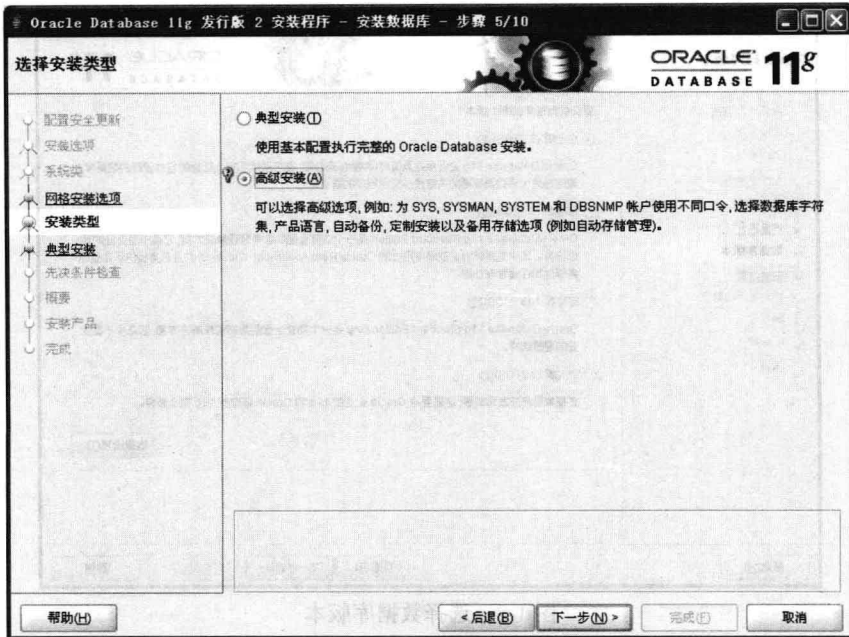 Oracle Database 11g 发行版 2 安装程序 - 安装数据库 - 步骤 5/10
选择安装类型
ORACLE
DATABASE
11g
配置安全更新
安装选项
系统类
网格安装选项
安装类型
典型安装
先决条件检查
概要
安装产品
完成
典型安装(T)
使用基本配置执行完整的 Oracle Database 安装。
高级安装(A)
可以选择高级选项, 例如: 为 SYS, SYSMAN, SYSTEM 和 DBSNMP 帐户使用不同口令, 选择数据库字符
集, 产品语言, 自动备份, 定制安装以及备用存储选项 (例如自动存储管理)。
帮助(H)
< 后退(B)
下一步(N) >
完成(F)
取消